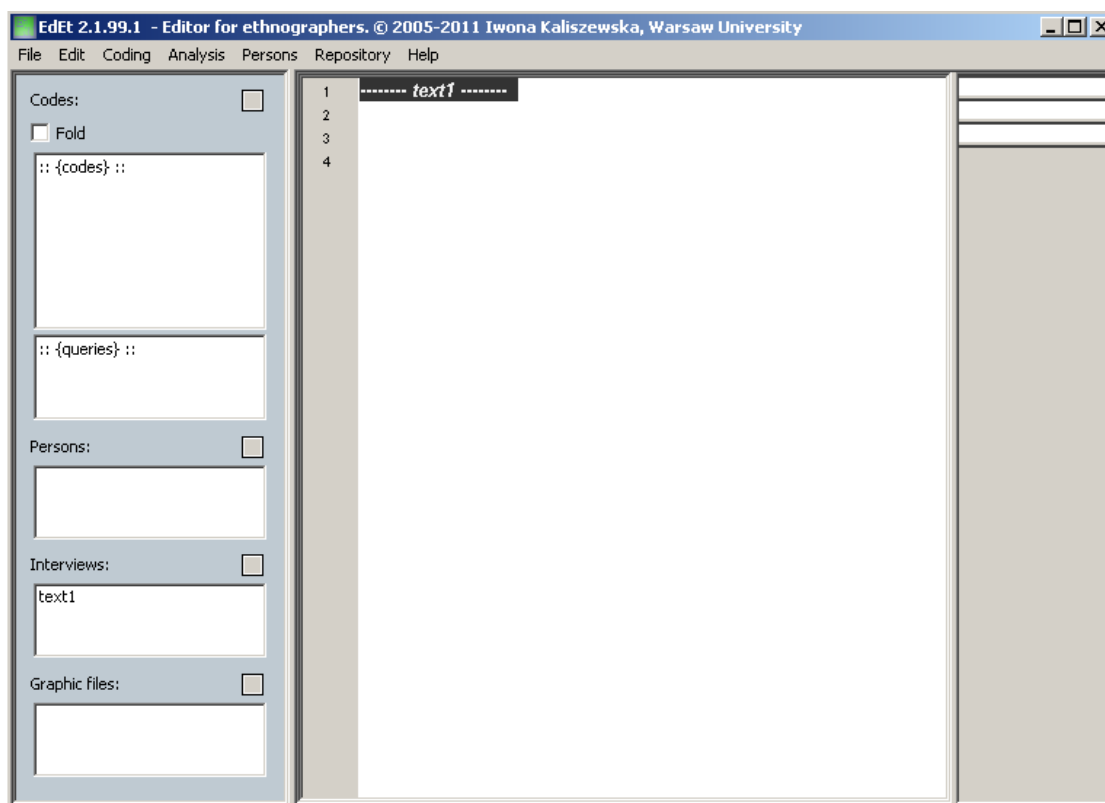 EdEt 2.1.99.1 - Editor for ethnographers. © 2005-2011 Iwona Kaliszewska, Warsaw University
File Edit Coding Analysis Persons Repository Help
Codes:
Fold
:: {codes} ::
:: {queries} ::
Persons:
Interviews:
text1
Graphic files:
1 -------- text1 --------
2
3
4